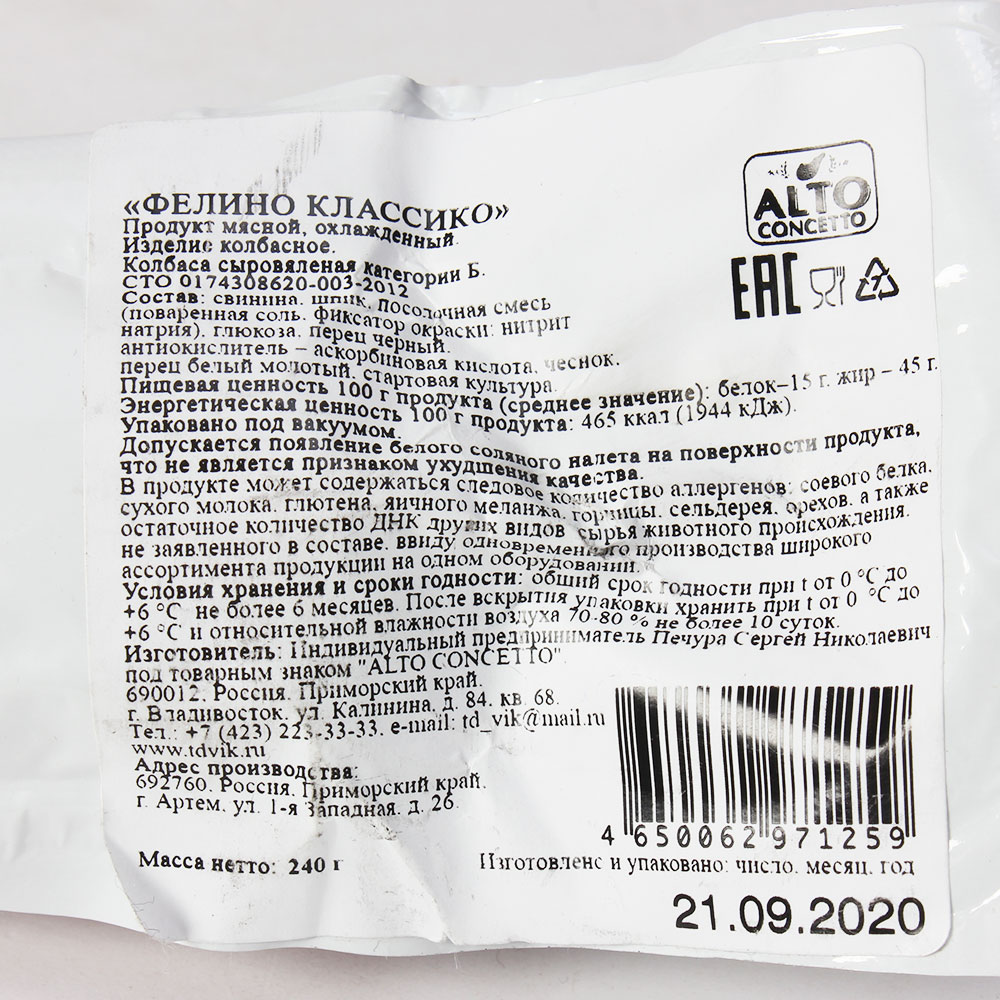 ALTO
CONCETTO
EAC
«ФЕЛИНО КЛАССИКО»
Продукт мясной, охлажденный.
Изделие колбасное.
Колбаса сыровяленая категории Б.
СТО 0174308620-003-2012
Состав: свинина, шпик, посолочная смесь
(поваренная соль, фиксатор окраски: нитрит
натрия), глюкоза, перец черный,
антиокислитель – аскорбиновая кислота, чеснок,
перец белый молотый, стартовая культура.
Пищевая ценность 100 г продукта (среднее значение): белок–15 г, жир – 45 г.
Энергетическая ценность 100 г продукта: 465 ккал (1944 кДж).
Упаковано под вакуумом.
Допускается появление белого соляного налета на поверхности продукта,
что не является признаком ухудшения качества.
В продукте может содержаться следовое количество аллергенов: соевого белка,
сухого молока, глютена, яичного меланжа, горчицы, сельдерея, орехов, а также
остаточное количество ДНК других видов сырья животного происхождения,
не заявленного в составе, ввиду одновременного производства широкого
ассортимента продукции на одном оборудовании.
Условия хранения и сроки годности: общий срок годности при t от 0 °С до
+6 °С не более 6 месяцев. После вскрытия упаковки хранить при t от 0 °С до
+6 °С и относительной влажности воздуха 70-80 % не более 10 суток.
Изготовитель: Индивидуальный предприниматель Печура Сергей Николаевич
под товарным знаком "ALTO CONCETTO".
690012, Россия, Приморский край,
г. Владивосток, ул. Калинина, д. 84, кв. 68.
Тел.: +7 (423) 223-33-33, e-mail: td_vik@mail.ru
www.tdvik.ru
Адрес производства:
692760, Россия, Приморский край,
г. Артем, ул. 1-я Западная, д. 26.
4 650062 971259
Масса нетто: 240 г
Изготовлено и упаковано: число, месяц, год
21.09.2020